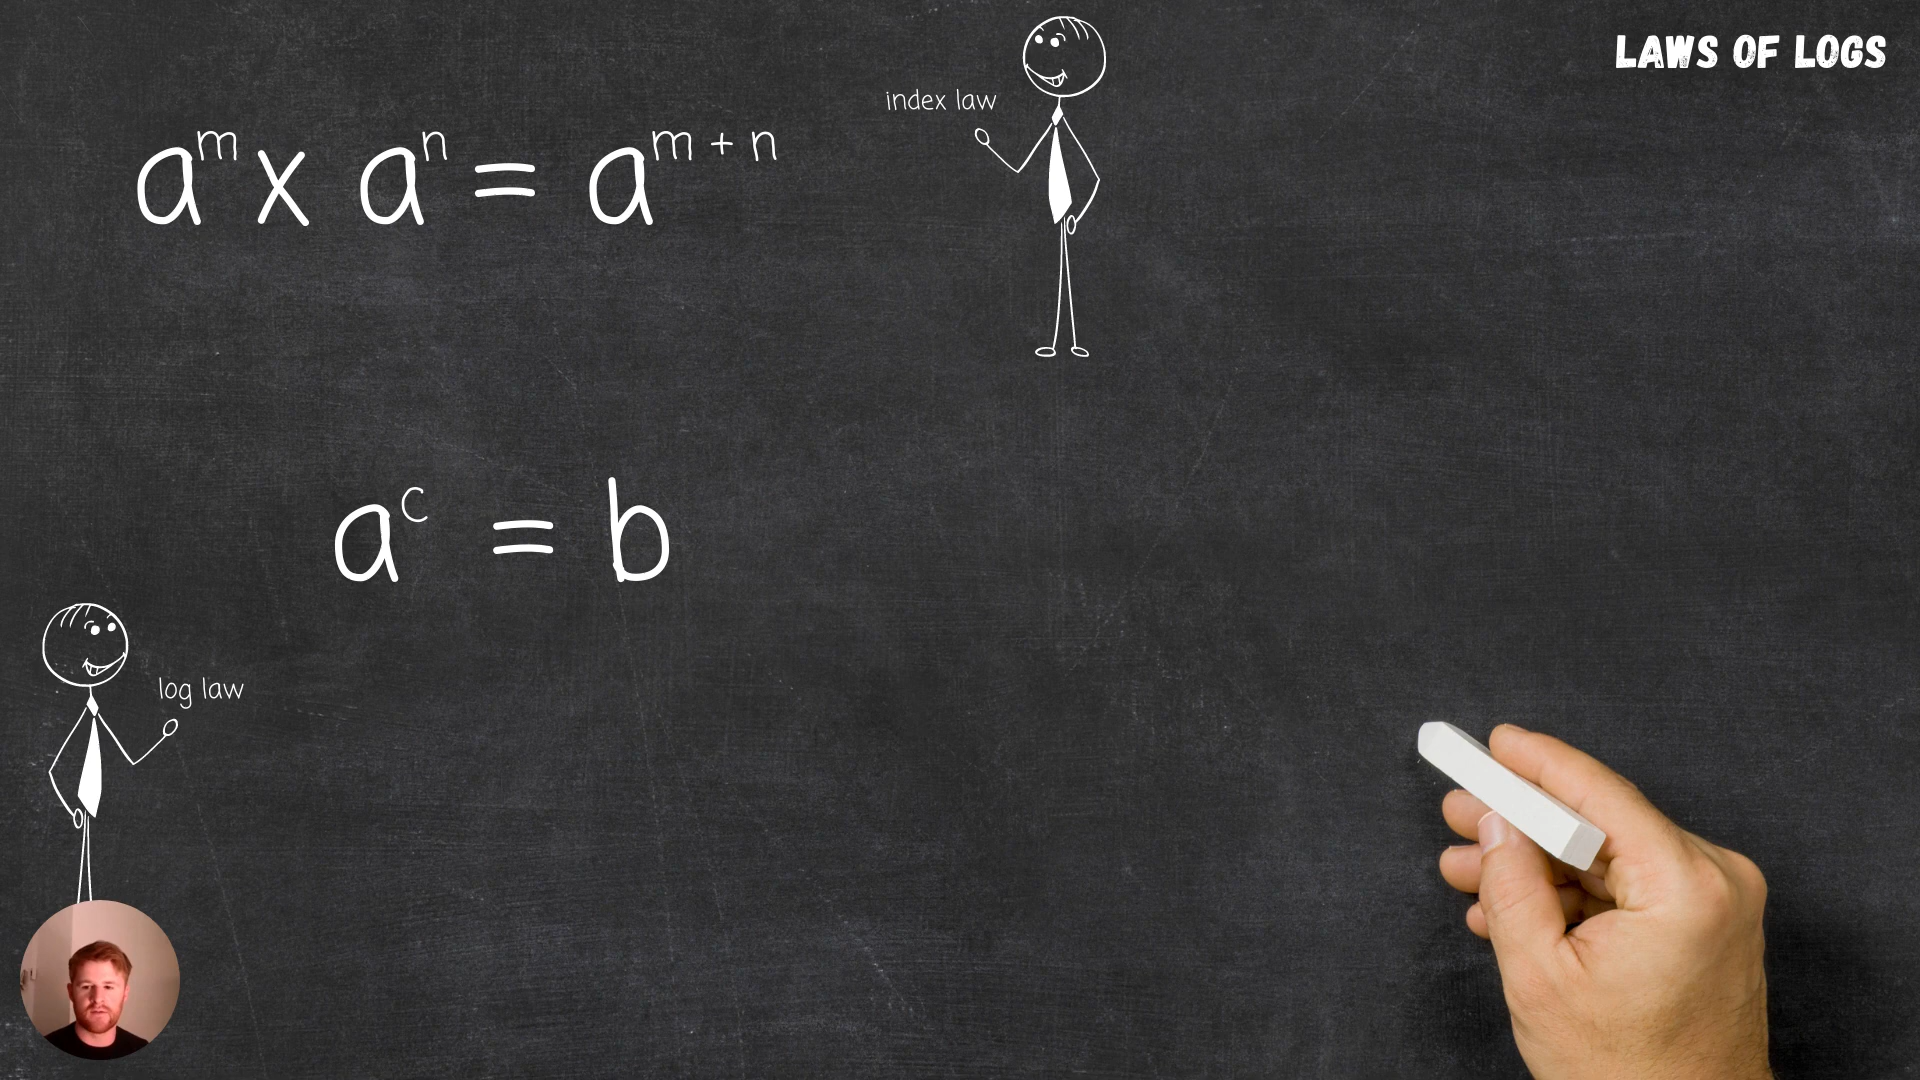 LAWS OF LOGS
index law
aᵐ x aⁿ = aᵐ ⁺ ⁿ
aᶜ = b
log law